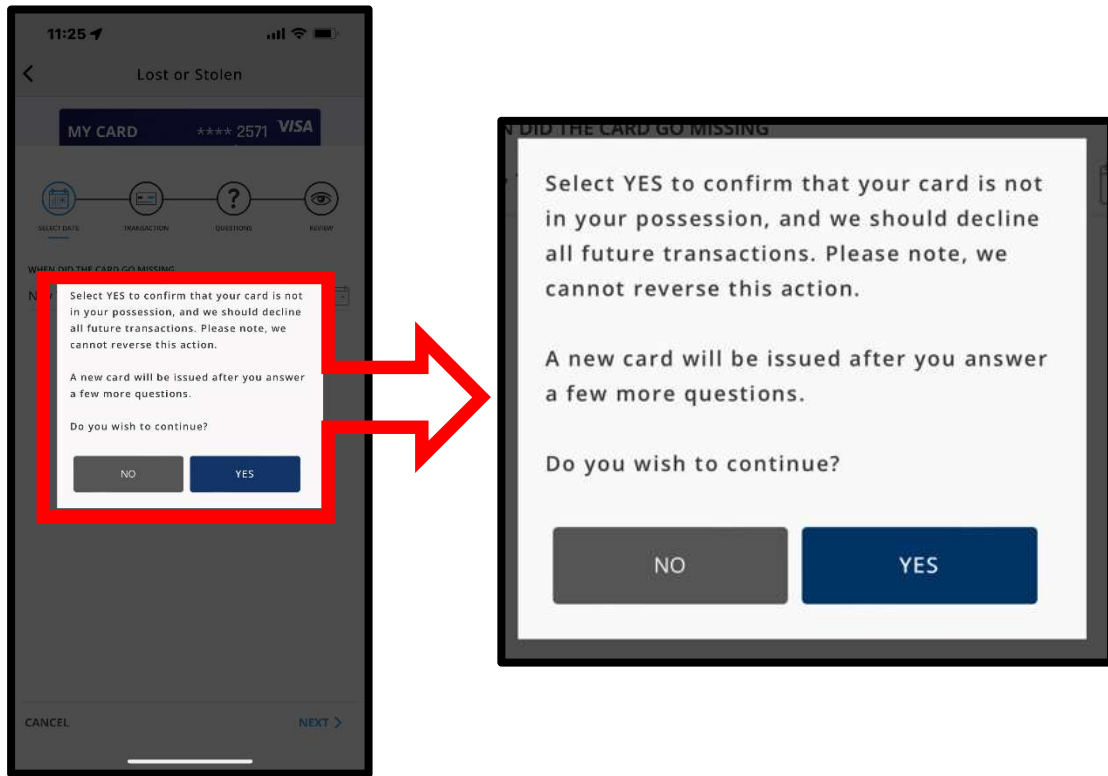 11:25
Lost or Stolen
MY CARD **** 2571 VISA
SELECT DATE TRANSACTION QUESTIONS REVIEW
WHEN DID THE CARD GO MISSING
Select YES to confirm that your card is not
in your possession, and we should decline
all future transactions. Please note, we
cannot reverse this action.
A new card will be issued after you answer
a few more questions.
Do you wish to continue?
NO YES
CANCEL NEXT
DID THE CARD GO MISSING
Select YES to confirm that your card is not
in your possession, and we should decline
all future transactions. Please note, we
cannot reverse this action.
A new card will be issued after you answer
a few more questions.
Do you wish to continue?
NO YES